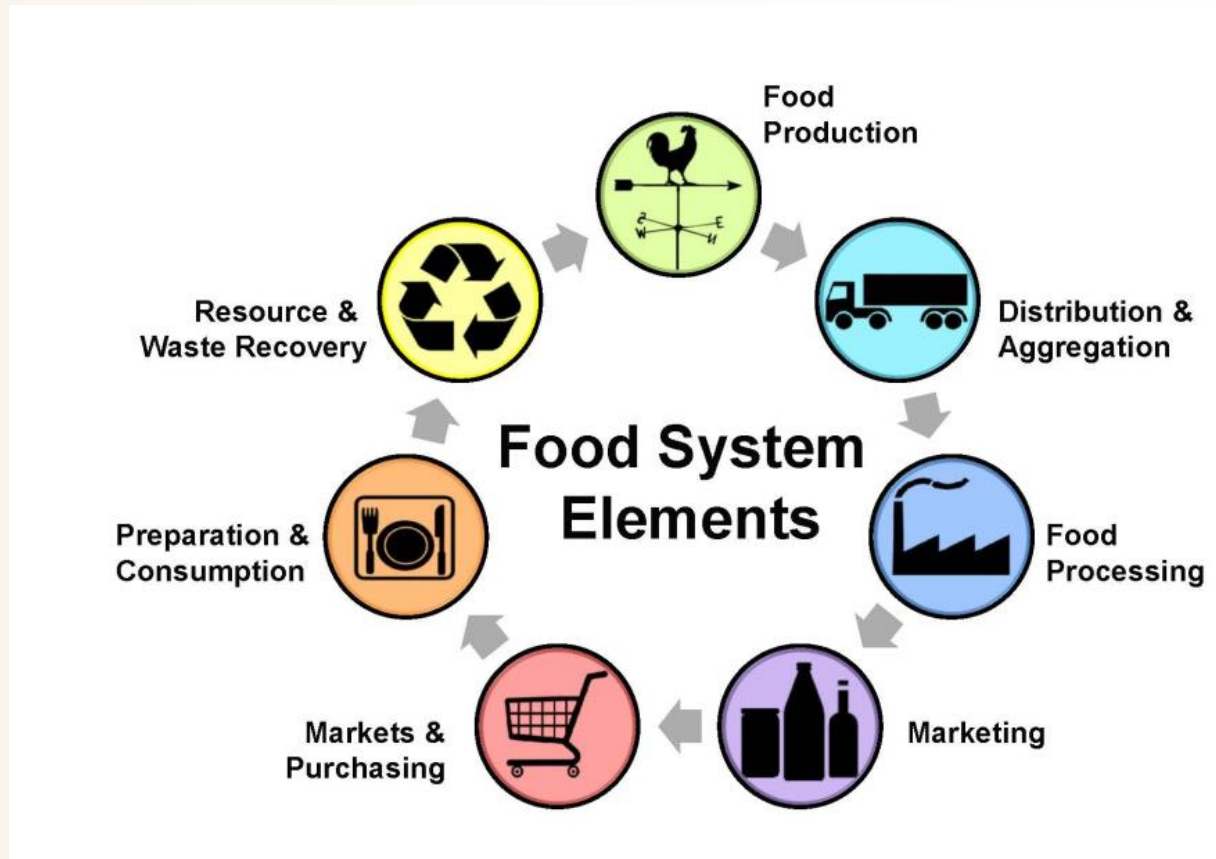 Food
Production
Distribution &
Aggregation
Food
Processing
Marketing
Markets &
Purchasing
Preparation &
Consumption
Resource &
Waste Recovery
Food System
Elements
S
E
W
N